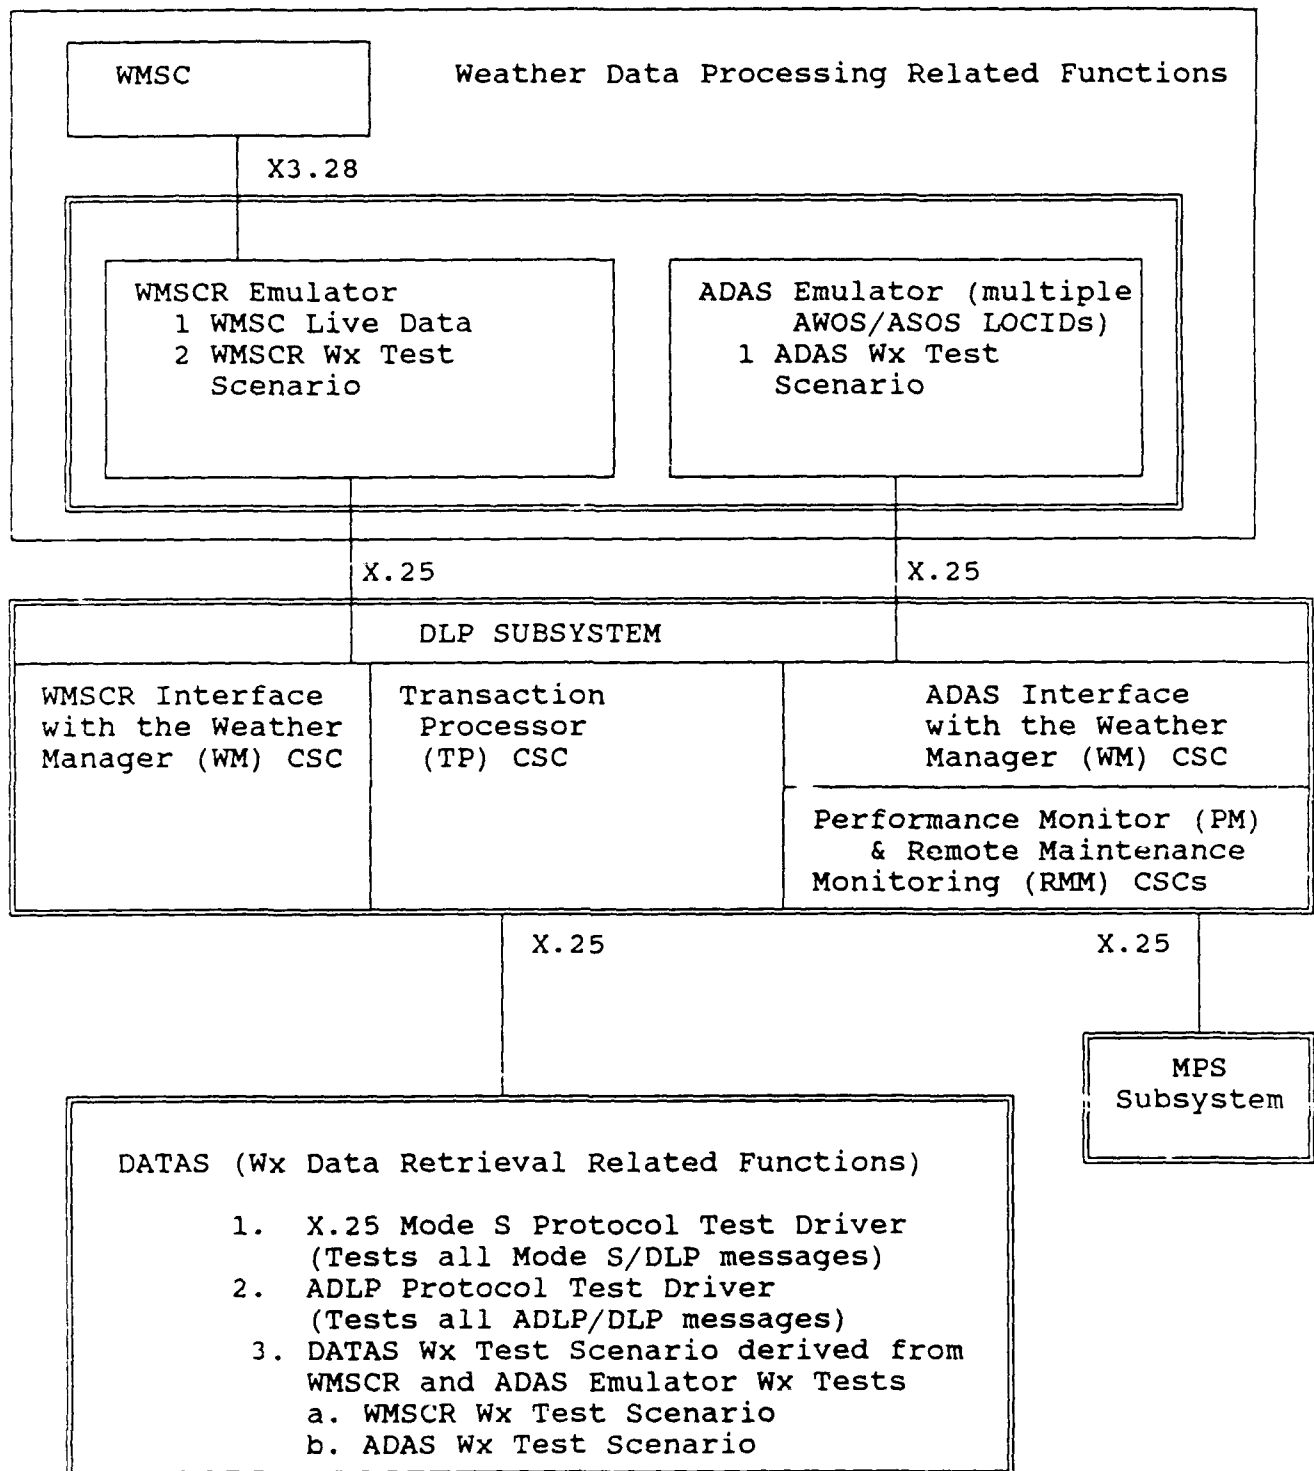 WMSC
Weather Data Processing Related Functions
X3.28
WMSCR Emulator
1 WMSC Live Data
2 WMSCR Wx Test
Scenario
ADAS Emulator (multiple
AWOS/ASOS LOCIDs)
1 ADAS Wx Test
Scenario
X.25
X.25
DLP SUBSYSTEM
WMSCR Interface
with the Weather
Manager (WM) CSC
Transaction
Processor
(TP) CSC
ADAS Interface
with the Weather
Manager (WM) CSC
Performance Monitor (PM)
& Remote Maintenance
Monitoring (RMM) CSCs
X.25
X.25
MPS
Subsystem
DATAS (Wx Data Retrieval Related Functions)
1. X.25 Mode S Protocol Test Driver
(Tests all Mode S/DLP messages)
2. ADLP Protocol Test Driver
(Tests all ADLP/DLP messages)
3. DATAS Wx Test Scenario derived from
WMSCR and ADAS Emulator Wx Tests
a. WMSCR Wx Test Scenario
b. ADAS Wx Test Scenario